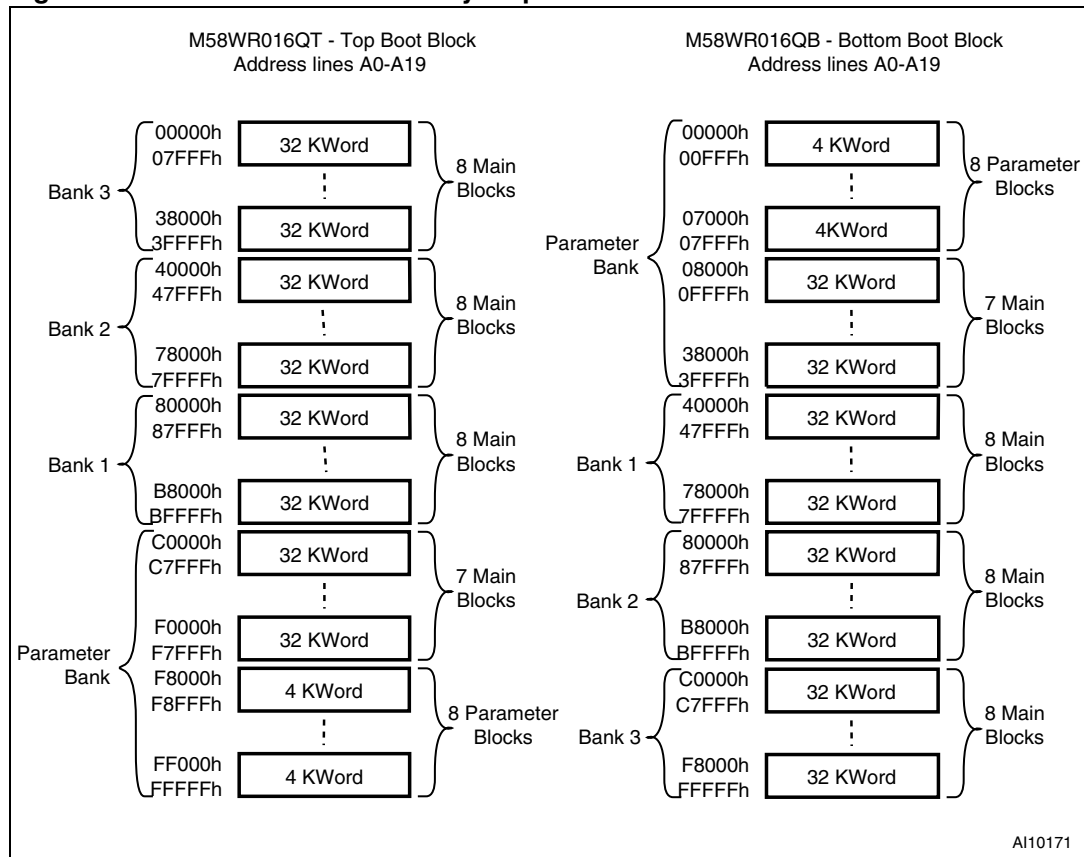 M58WR016QT - Top Boot Block
Address lines A0-A19
Bank 3
00000h
07FFFh
32 KWord
38000h
3FFFFh
32 KWord
8 Main
Blocks
Bank 2
40000h
47FFFh
32 KWord
78000h
7FFFFh
32 KWord
8 Main
Blocks
Bank 1
80000h
87FFFh
32 KWord
B8000h
BFFFFh
32 KWord
8 Main
Blocks
Parameter
Bank
C0000h
C7FFFh
32 KWord
F0000h
F7FFFh
32 KWord
7 Main
Blocks
F8000h
F8FFFh
4 KWord
FF000h
FFFFFh
4 KWord
8 Parameter
Blocks
M58WR016QB - Bottom Boot Block
Address lines A0-A19
Parameter
Bank
00000h
00FFFh
4 KWord
07000h
07FFFh
4KWord
8 Parameter
Blocks
08000h
0FFFFh
32 KWord
38000h
3FFFFh
32 KWord
7 Main
Blocks
Bank 1
40000h
47FFFh
32 KWord
78000h
7FFFFh
32 KWord
8 Main
Blocks
Bank 2
80000h
87FFFh
32 KWord
B8000h
BFFFFh
32 KWord
8 Main
Blocks
Bank 3
C0000h
C7FFFh
32 KWord
F8000h
FFFFFh
32 KWord
8 Main
Blocks
AI10171